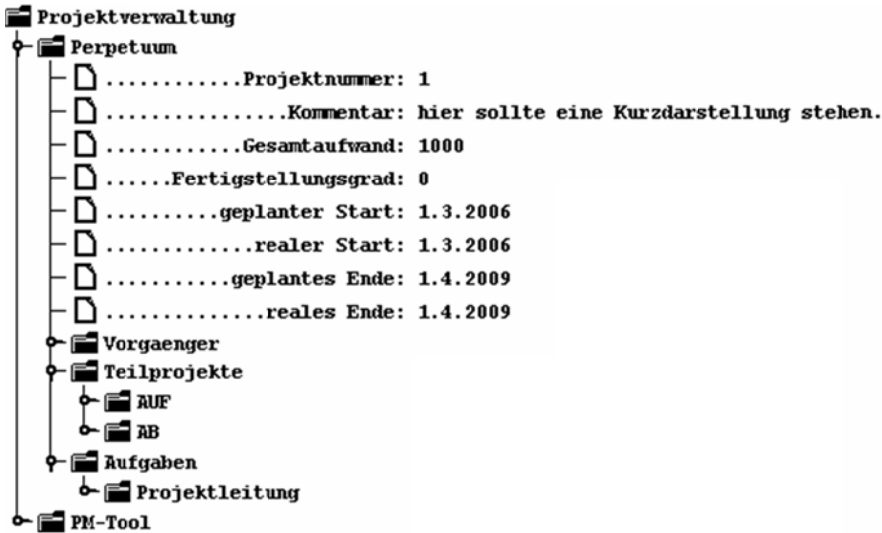 Projektverwaltung
Perpetuum
............Projektnummer: 1
................Kommentar: hier sollte eine Kurzdarstellung stehen.
............Gesamtaufwand: 1000
......Fertigstellungsgrad: 0
..........geplanter Start: 1.3.2006
.............realer Start: 1.3.2006
...........geplantes Ende: 1.4.2009
..............reales Ende: 1.4.2009
Vorgaenger
Teilprojekte
AUF
AB
Aufgaben
Projektleitung
PM-Tool